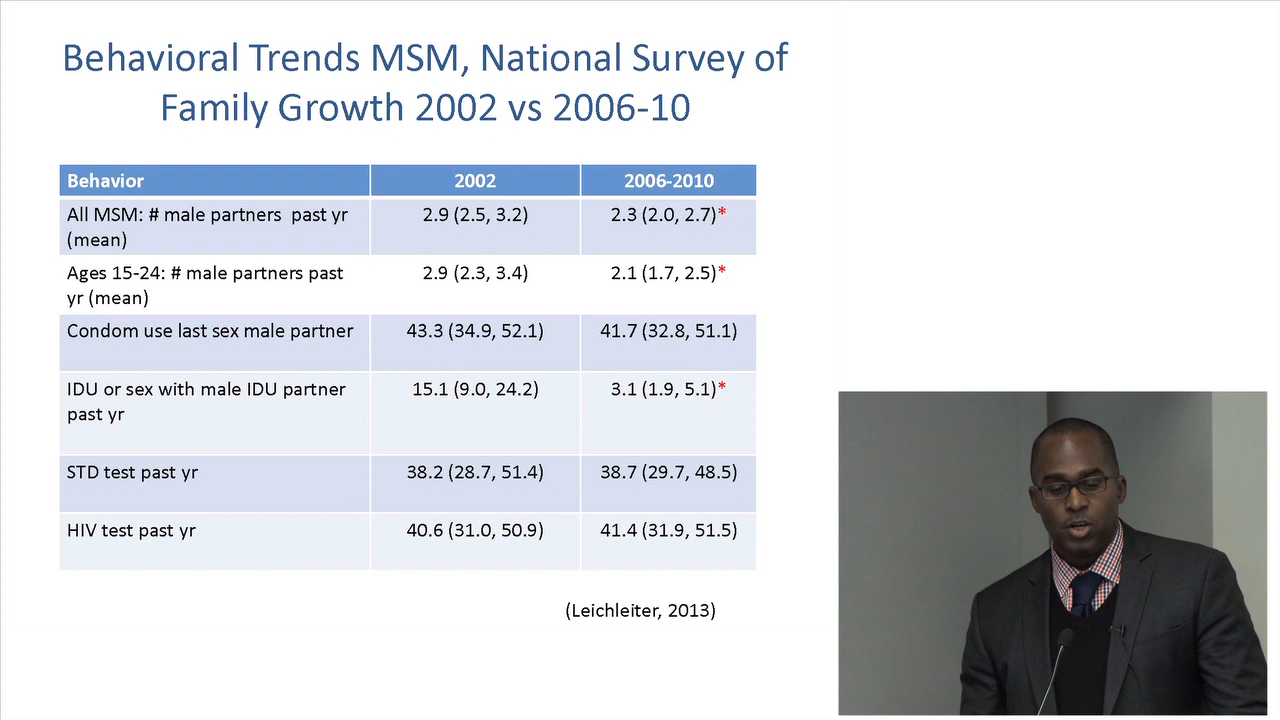 Behavioral Trends MSM, National Survey of
Family Growth 2002 vs 2006-10
Behavior 2002 2006-2010
All MSM: # male partners past yr 2.9 (2.5, 3.2) 2.3 (2.0, 2.7)*
(mean)
Ages 15-24: # male partners past 2.9 (2.3, 3.4) 2.1 (1.7, 2.5)*
yr (mean)
Condom use last sex male partner 43.3 (34.9, 52.1) 41.7 (32.8, 51.1)
IDU or sex with male IDU partner 15.1 (9.0, 24.2) 3.1 (1.9, 5.1)*
past yr
STD test past yr 38.2 (28.7, 51.4) 38.7 (29.7, 48.5)
HIV test past yr 40.6 (31.0, 50.9) 41.4 (31.9, 51.5)
(Leichleiter, 2013)